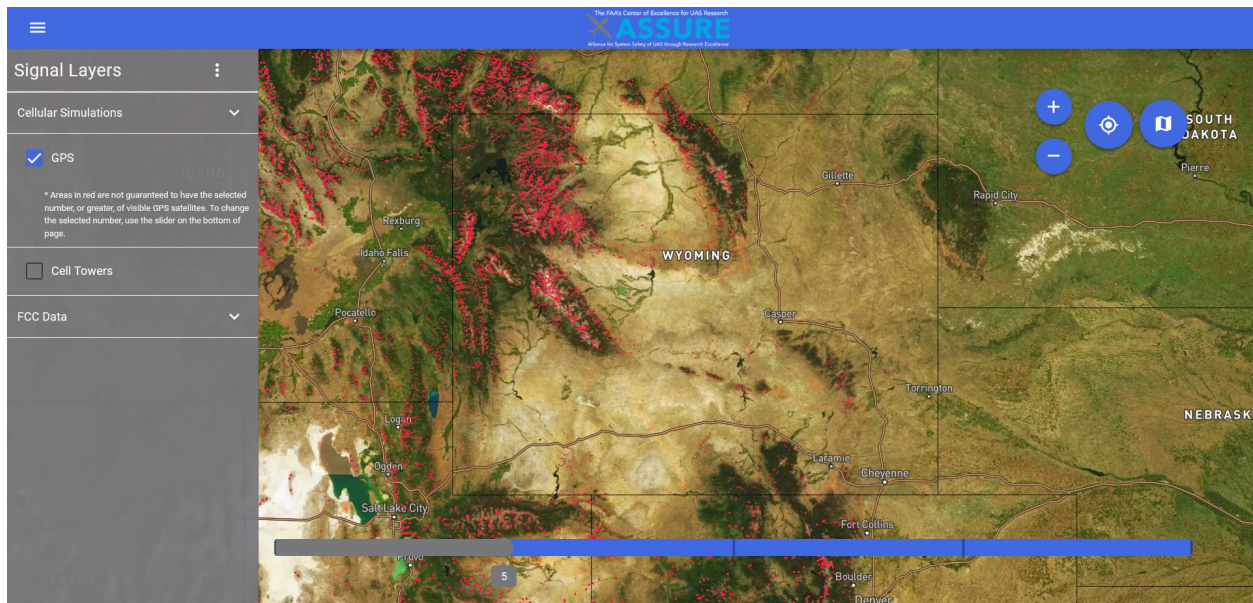 The FAA's Center of Excellence for UAS Research
ASSURE
Alliance for System Safety of UAS through Research Excellence
Signal Layers
Cellular Simulations
GPS
IDAHO
* Areas in red are not guaranteed to have the selected
number, or greater, of visible GPS satellites. To change
the selected number, use the slider on the bottom of
page.
Cell Towers
FCC Data
NEVADA
SOUTH
DAKOTA
Pierre
Gillette
Rapid City
Rexburg
Idaho Falls
WYOMING
Pocatello
Casper
Torrington
Logan
NEBRASK
Ogden
Laramie
Cheyenne
Salt Lake City
Fort Collins
Provo
5
Boulder
Denver